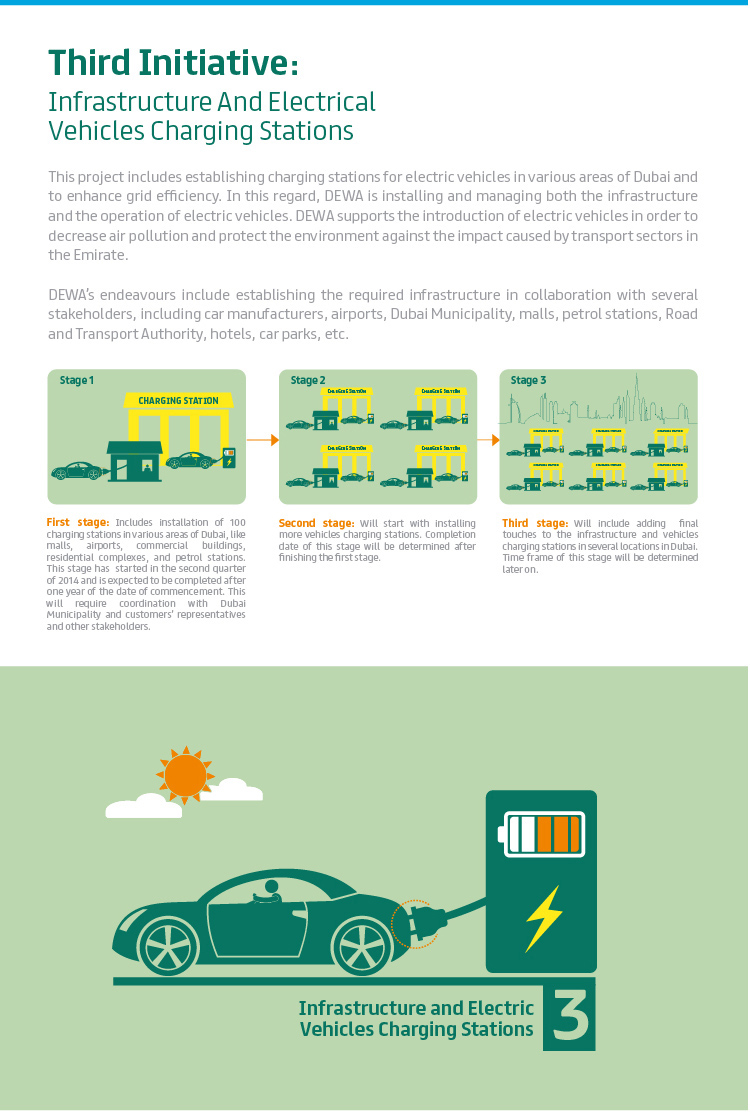 Third Initiative:
Infrastructure And Electrical
Vehicles Charging Stations
This project includes establishing charging stations for electric vehicles in various areas of Dubai and
to enhance grid efficiency. In this regard, DEWA is installing and managing both the infrastructure
and the operation of electric vehicles. DEWA supports the introduction of electric vehicles in order to
decrease air pollution and protect the environment against the impact caused by transport sectors in
the Emirate.
DEWA's endeavours include establishing the required infrastructure in collaboration with several
stakeholders, including car manufacturers, airports, Dubai Municipality, malls, petrol stations, Road
and Transport Authority, hotels, car parks, etc.
Stage 1
CHARGING STATION
First stage: Includes installation of 100
charging stations in various areas of Dubai, like
malls, airports, commercial buildings,
residential complexes, and petrol stations.
This stage has started in the second quarter
of 2014 and is expected to be completed after
one year of the date of commencement. This
will require coordination with Dubai
Municipality and customers' representatives
and other stakeholders.
Stage 2
CHARGING STATION
CHARGING STATION
CHARGING STATION
CHARGING STATION
Second stage: Will start with installing
more vehicles charging stations. Completion
date of this stage will be determined after
finishing the first stage.
Stage 3
CHARGING STATION
CHARGING STATION
CHARGING STATION
CHARGING STATION
CHARGING STATION
CHARGING STATION
Third stage: Will include adding final
touches to the infrastructure and vehicles
charging stations in several locations in Dubai.
Time frame of this stage will be determined
later on.
Infrastructure and Electric
Vehicles Charging Stations
3